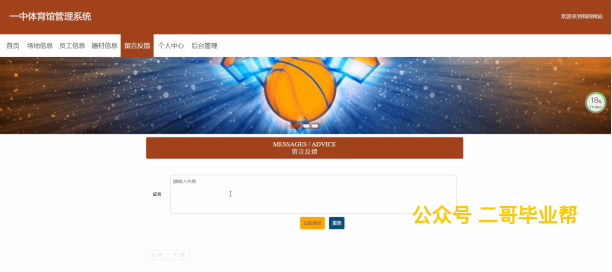 一中体育馆管理系统
欢迎来到我的网站
首页 场地信息 员工信息 器材信息 留言反馈 个人中心 后台管理
18%
MESSAGES / ADVICE
留言反馈
请输入内容
留言
立即提交 重置
公众号 二哥毕业帮
上一页 下一页